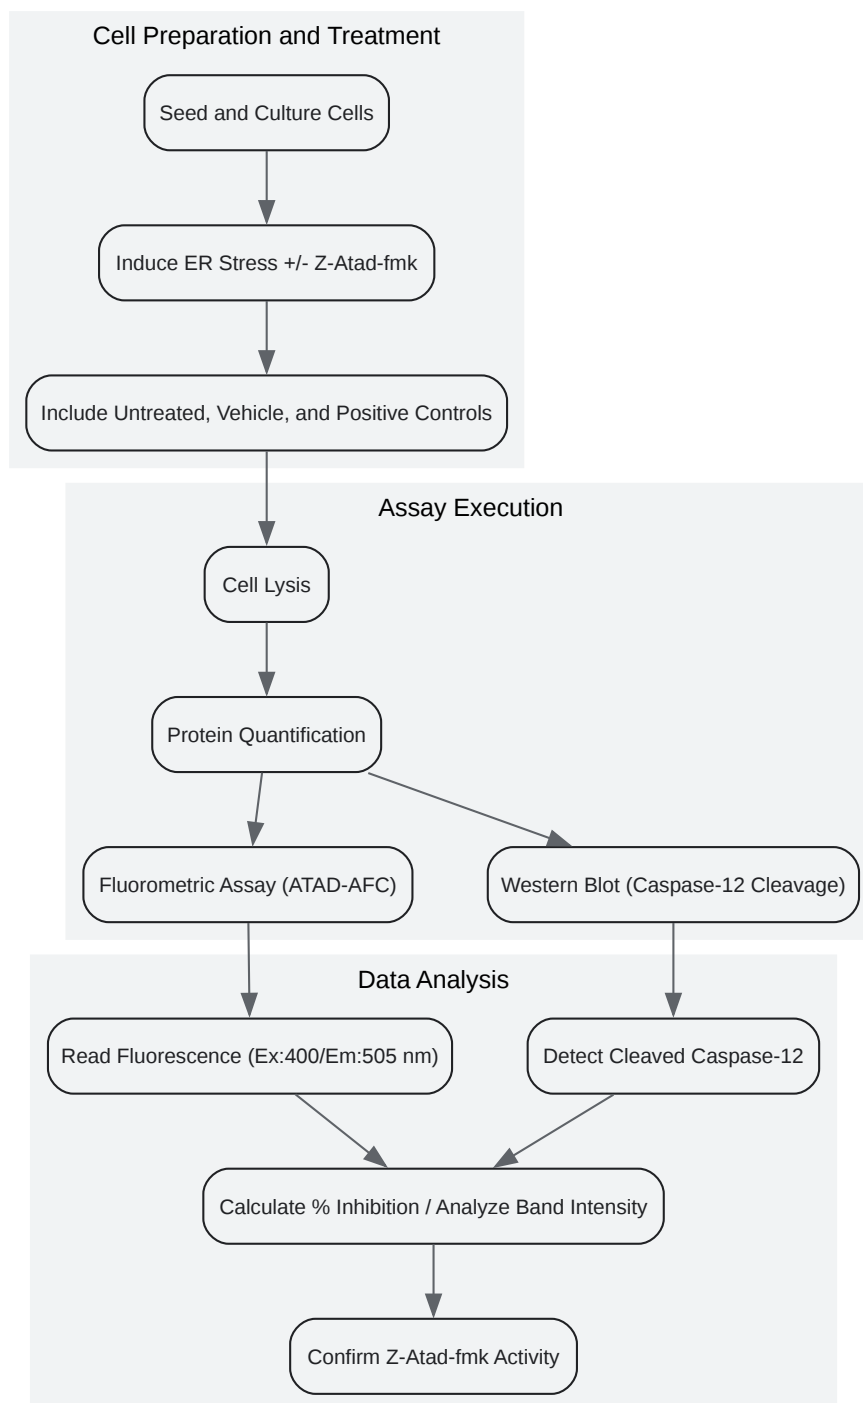 Cell Preparation and Treatment
Seed and Culture Cells
Induce ER Stress +/- Z-Atad-fmk
Include Untreated, Vehicle, and Positive Controls
Assay Execution
Cell Lysis
Protein Quantification
Fluorometric Assay (ATAD-AFC)
Western Blot (Caspase-12 Cleavage)
Data Analysis
Read Fluorescence (Ex:400/Em:505 nm)
Detect Cleaved Caspase-12
Calculate % Inhibition / Analyze Band Intensity
Confirm Z-Atad-fmk Activity